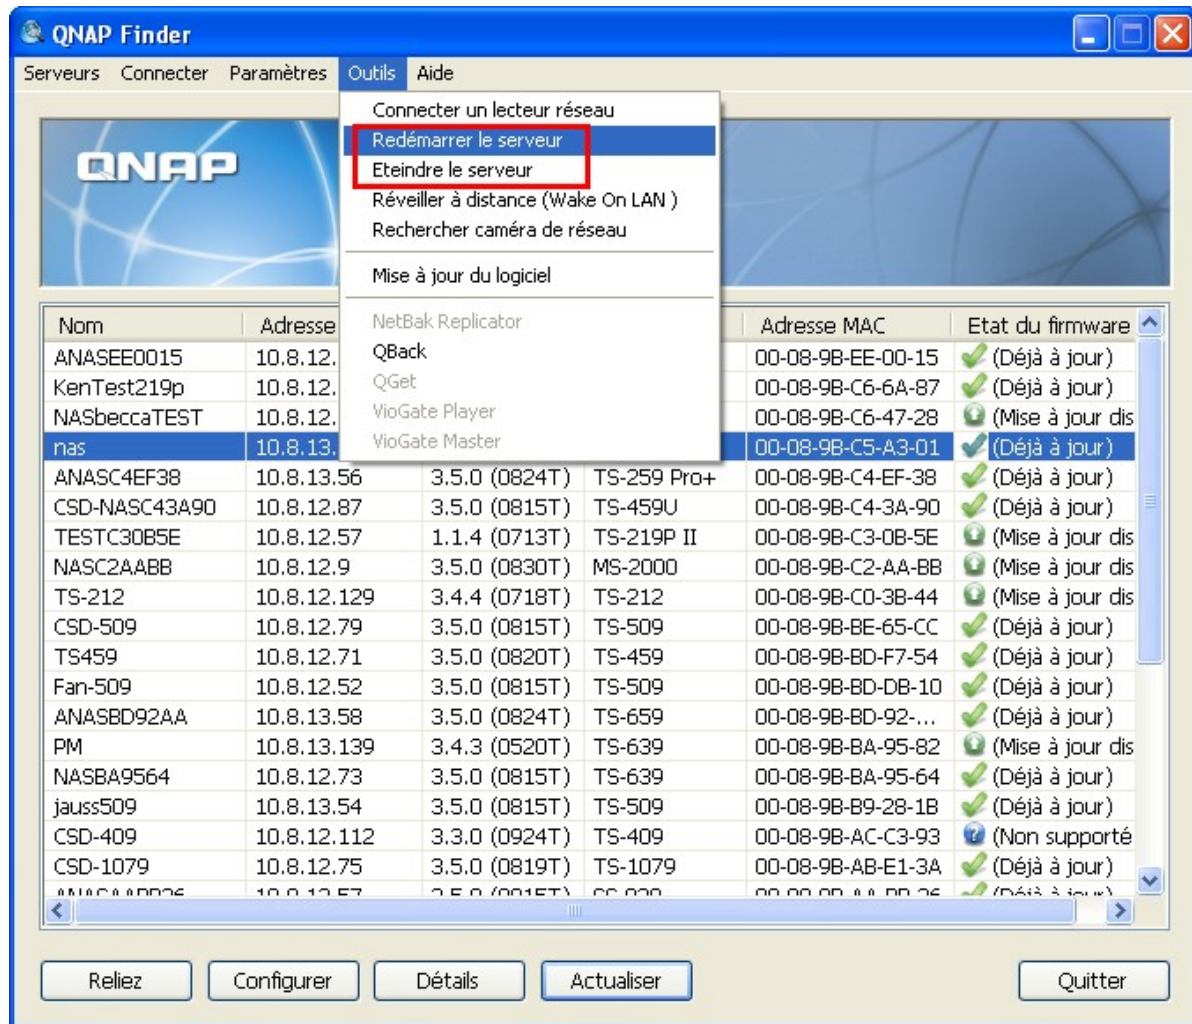 QNAP Finder
Serveurs Connecter Paramètres Outils Aide
QNAP
Connecter un lecteur réseau
Redémarrer le serveur
Eteindre le serveur
Réveiller à distance (Wake On LAN )
Rechercher caméra de réseau
Mise à jour du logiciel
NetBak Replicator
QBack
QGet
VioGate Player
VioGate Master
Nom Adresse Adresse MAC Etat du firmware
ANASEE0015 10.8.12. 00-08-9B-EE-00-15 (Déjà à jour)
KenTest219p 10.8.12. 00-08-9B-C6-6A-87 (Déjà à jour)
NASbeccaTEST 10.8.12. 00-08-9B-C6-47-28 (Mise à jour dis
nas 10.8.13. 00-08-9B-C5-A3-01 (Déjà à jour)
ANASC4EF38 10.8.13.56 3.5.0 (0824T) TS-259 Pro+ 00-08-9B-C4-EF-38 (Déjà à jour)
CSD-NASC43A90 10.8.12.87 3.5.0 (0815T) TS-459U 00-08-9B-C4-3A-90 (Déjà à jour)
TESTC30B5E 10.8.12.57 1.1.4 (0713T) TS-219P II 00-08-9B-C3-0B-5E (Mise à jour dis
NASC2AABB 10.8.12.9 3.5.0 (0830T) MS-2000 00-08-9B-C2-AA-BB (Mise à jour dis
TS-212 10.8.12.129 3.4.4 (0718T) TS-212 00-08-9B-C0-3B-44 (Mise à jour dis
CSD-509 10.8.12.79 3.5.0 (0815T) TS-509 00-08-9B-BE-65-CC (Déjà à jour)
TS459 10.8.12.71 3.5.0 (0820T) TS-459 00-08-9B-BD-F7-54 (Déjà à jour)
Fan-509 10.8.12.52 3.5.0 (0815T) TS-509 00-08-9B-BD-DB-10 (Déjà à jour)
ANASBD92AA 10.8.13.58 3.5.0 (0824T) TS-659 00-08-9B-BD-92-... (Déjà à jour)
PM 10.8.13.139 3.4.3 (0520T) TS-639 00-08-9B-BA-95-82 (Mise à jour dis
NASBA9564 10.8.12.73 3.5.0 (0815T) TS-639 00-08-9B-BA-95-64 (Déjà à jour)
jauss509 10.8.13.54 3.5.0 (0815T) TS-509 00-08-9B-B9-28-1B (Déjà à jour)
CSD-409 10.8.12.112 3.3.0 (0924T) TS-409 00-08-9B-AC-C3-93 (Non supporté
CSD-1079 10.8.12.75 3.5.0 (0819T) TS-1079 00-08-9B-AB-E1-3A (Déjà à jour)
Reliez Configurer Détails Actualiser Quitter